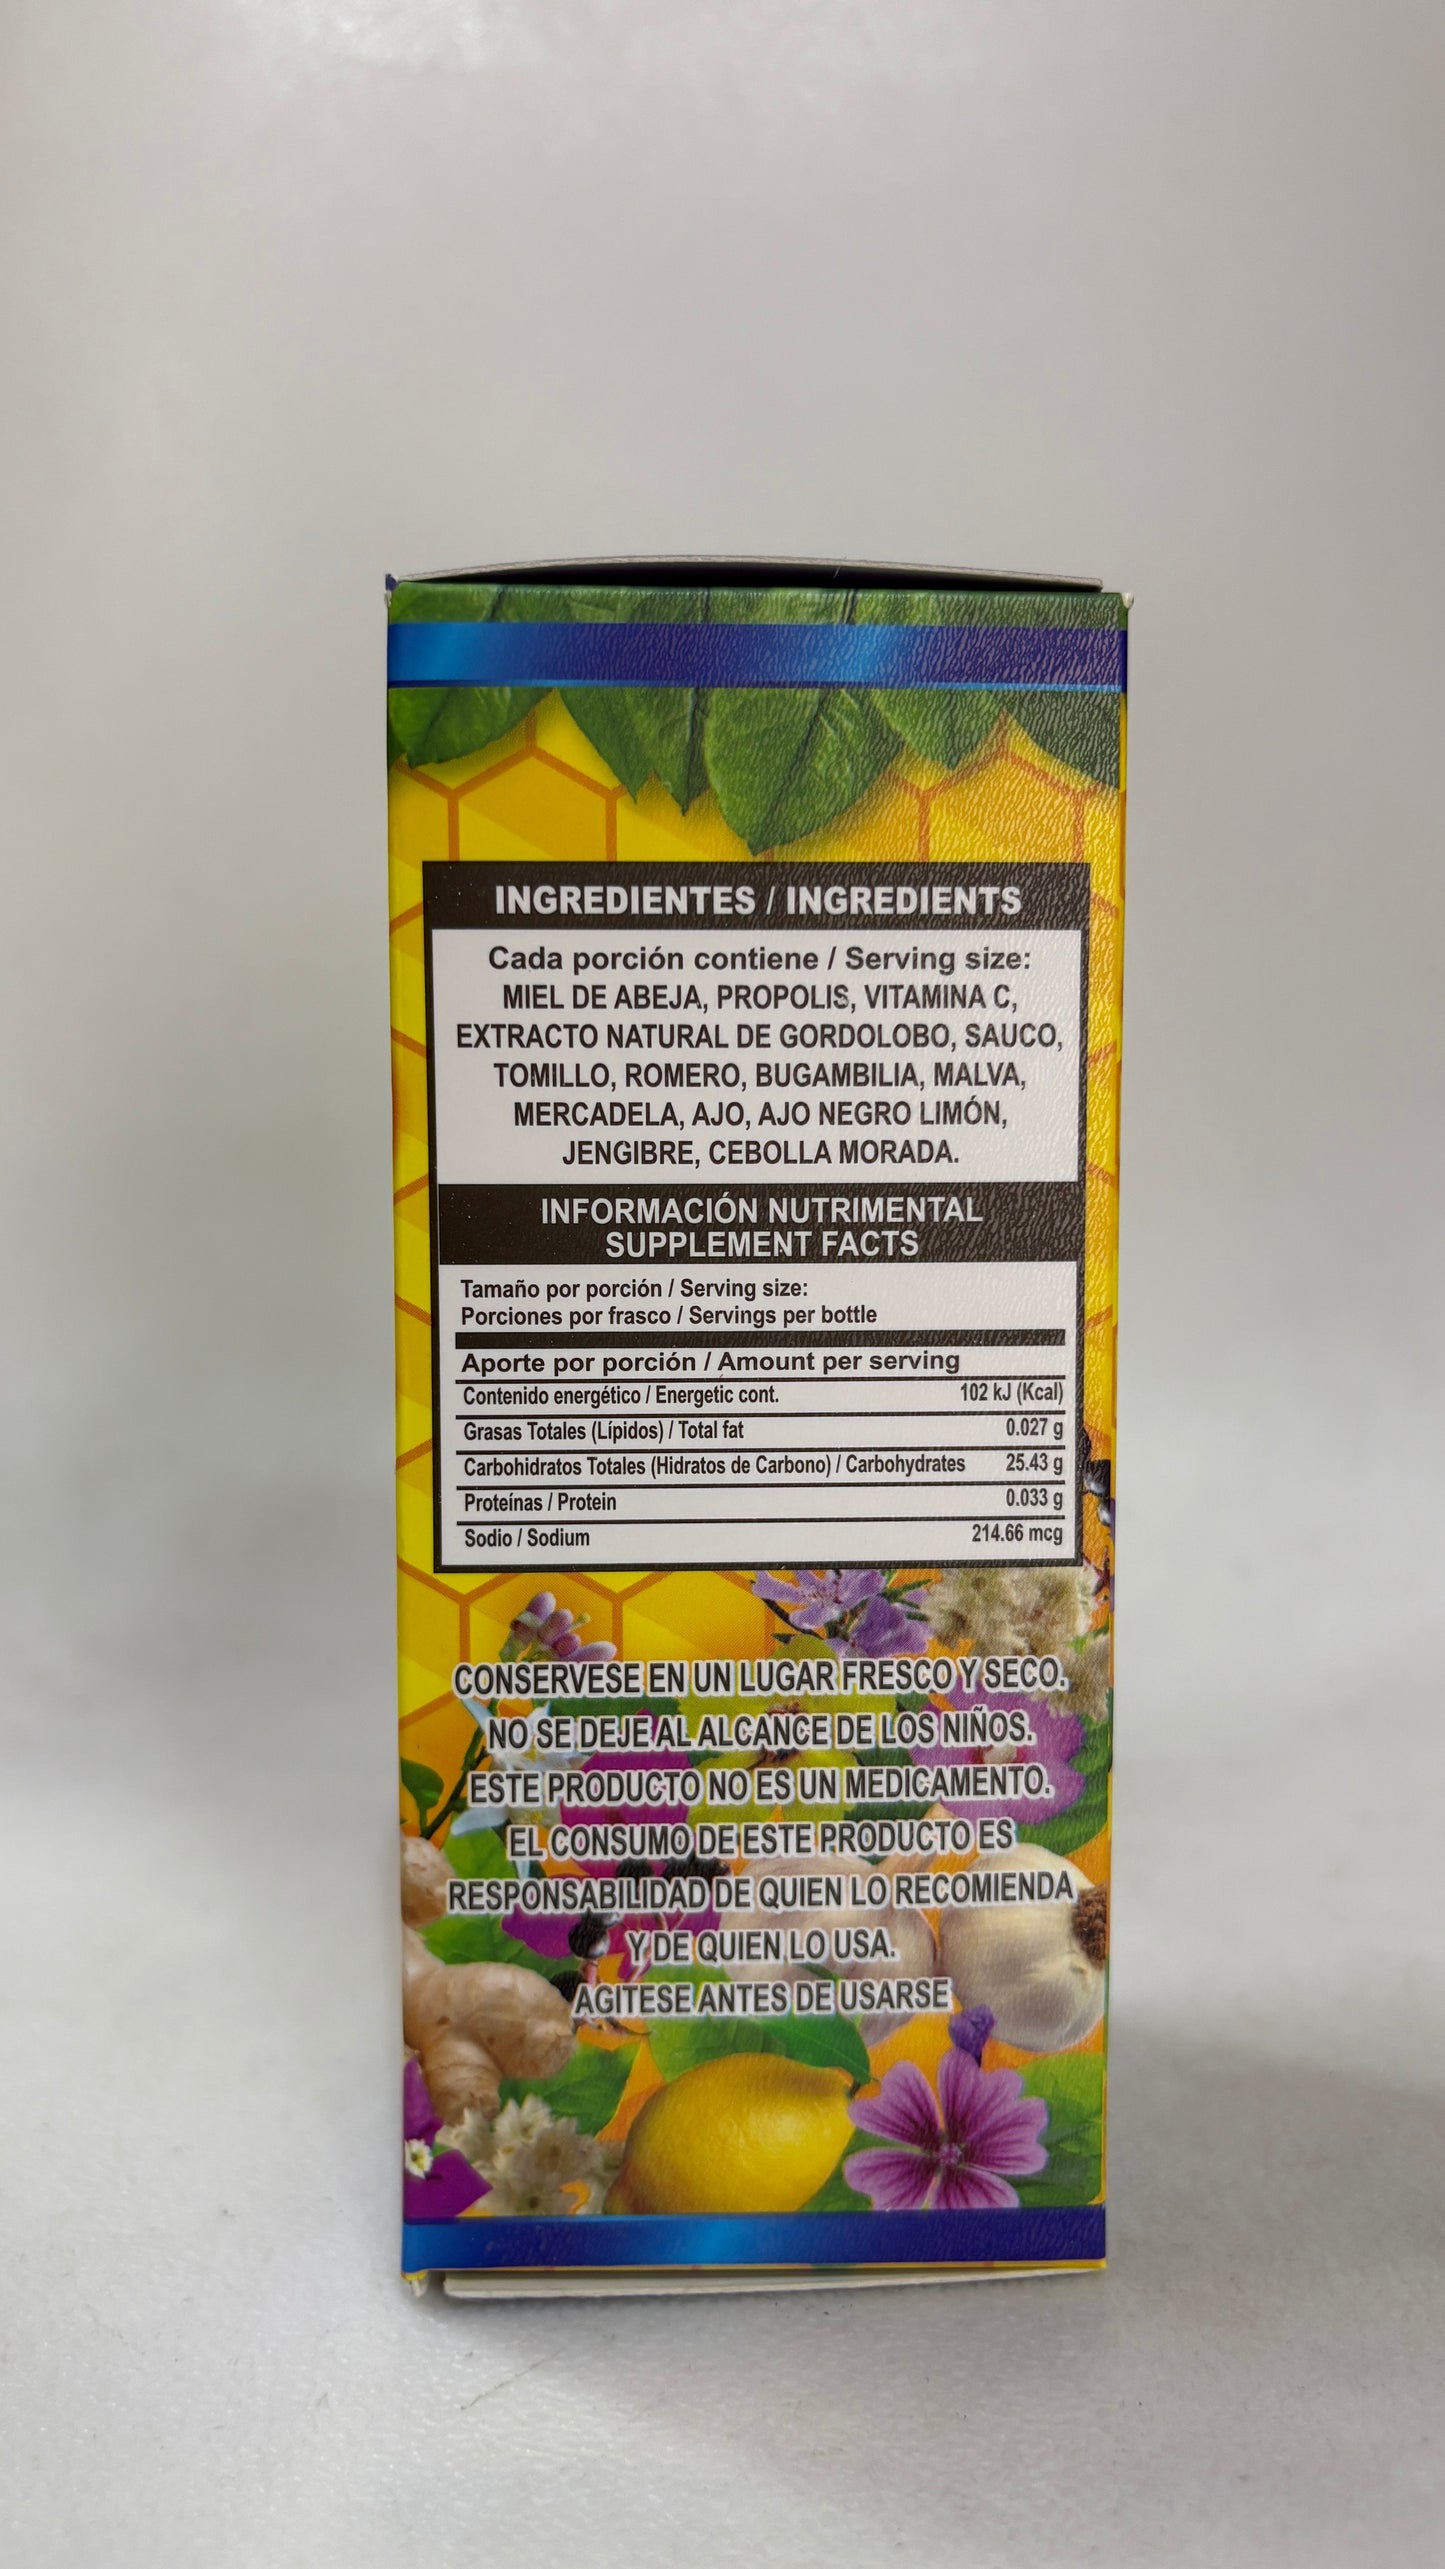 INGREDIENTES / INGREDIENTS
Cada porción contiene / Serving size:
MIEL DE ABEJA, PROPOLIS, VITAMINA C,
EXTRACTO NATURAL DE GORDOLOBO, SAUCO,
TOMILLO, ROMERO, BUGAMBILIA, MALVA,
MERCADELA, AJO, AJO NEGRO LIMÓN,
JENGIBRE, CEBOLLA MORADA.
INFORMACIÓN NUTRIMENTAL
SUPPLEMENT FACTS
Tamaño por porción / Serving size:
Porciones por frasco / Servings per bottle
Aporte por porción / Amount per serving
Contenido energético / Energetic cont. 102 kJ (Kcal)
Grasas Totales (Lípidos) / Total fat 0.027 g
Carbohidratos Totales (Hidratos de Carbono) / Carbohydrates 25.43 g
Proteínas / Protein 0.033 g
Sodio / Sodium 214.66 mcg
CONSERVESE EN UN LUGAR FRESCO Y SECO.
NO SE DEJE AL ALCANCE DE LOS NIÑOS.
ESTE PRODUCTO NO ES UN MEDICAMENTO.
EL CONSUMO DE ESTE PRODUCTO ES
RESPONSABILIDAD DE QUIEN LO RECOMIENDA
Y DE QUIEN LO USA.
AGITESE ANTES DE USARSE